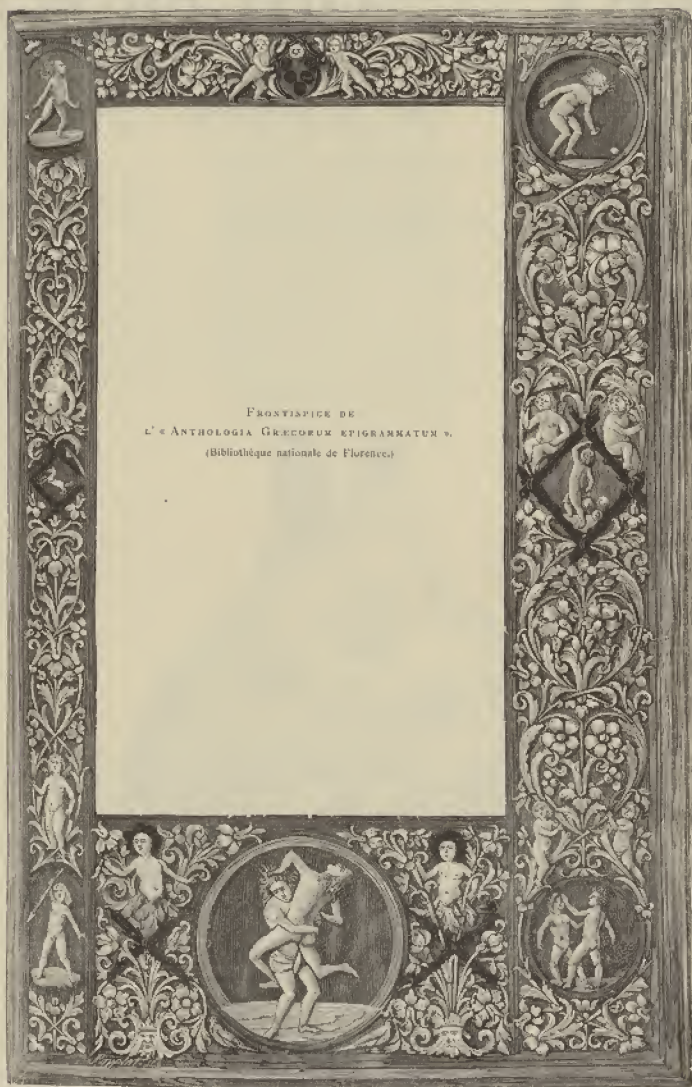 FRONTISPICE DE
L' « ANTHOLOGIA GRÆCORUM EPIGRAMMATUM ».
(Bibliothèque nationale de Florence.)